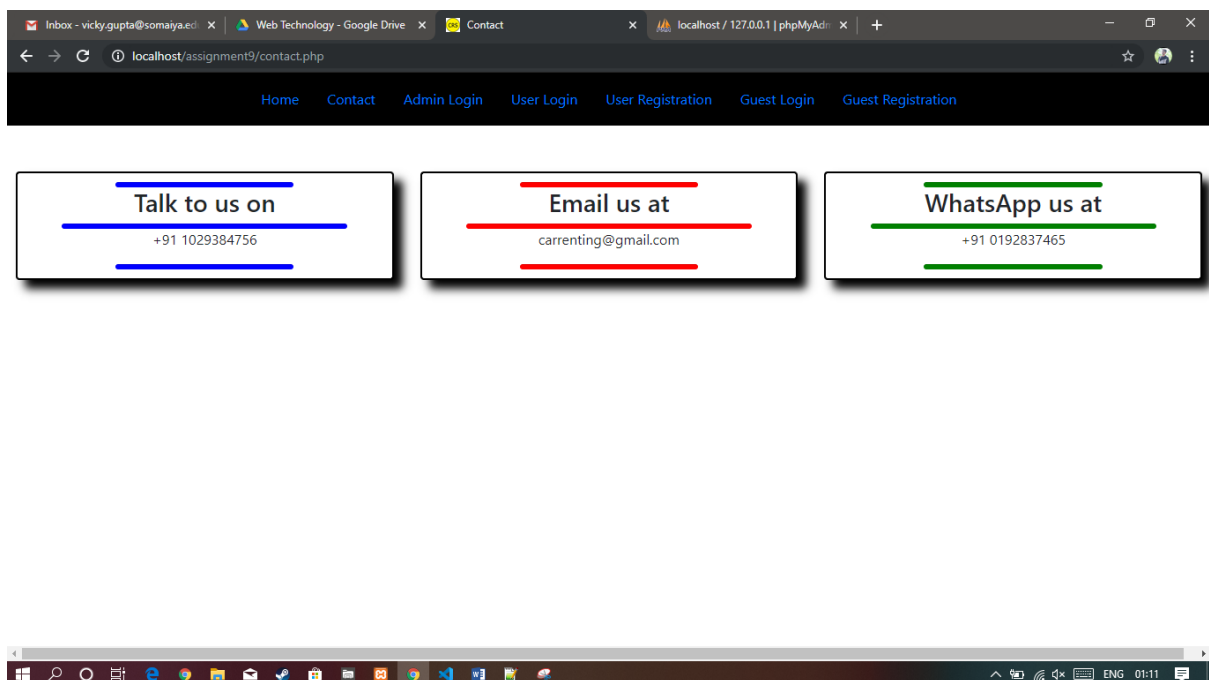 Inbox - vicky.gupta@somaiya.ed
Web Technology - Google Drive
CRS Contact
localhost / 127.0.0.1 | phpMyAdm
localhost/assignment9/contact.php
Home Contact Admin Login User Login User Registration Guest Login Guest Registration
Talk to us on
+91 1029384756
Email us at
carrenting@gmail.com
WhatsApp us at
+91 0192837465
ENG 01:11